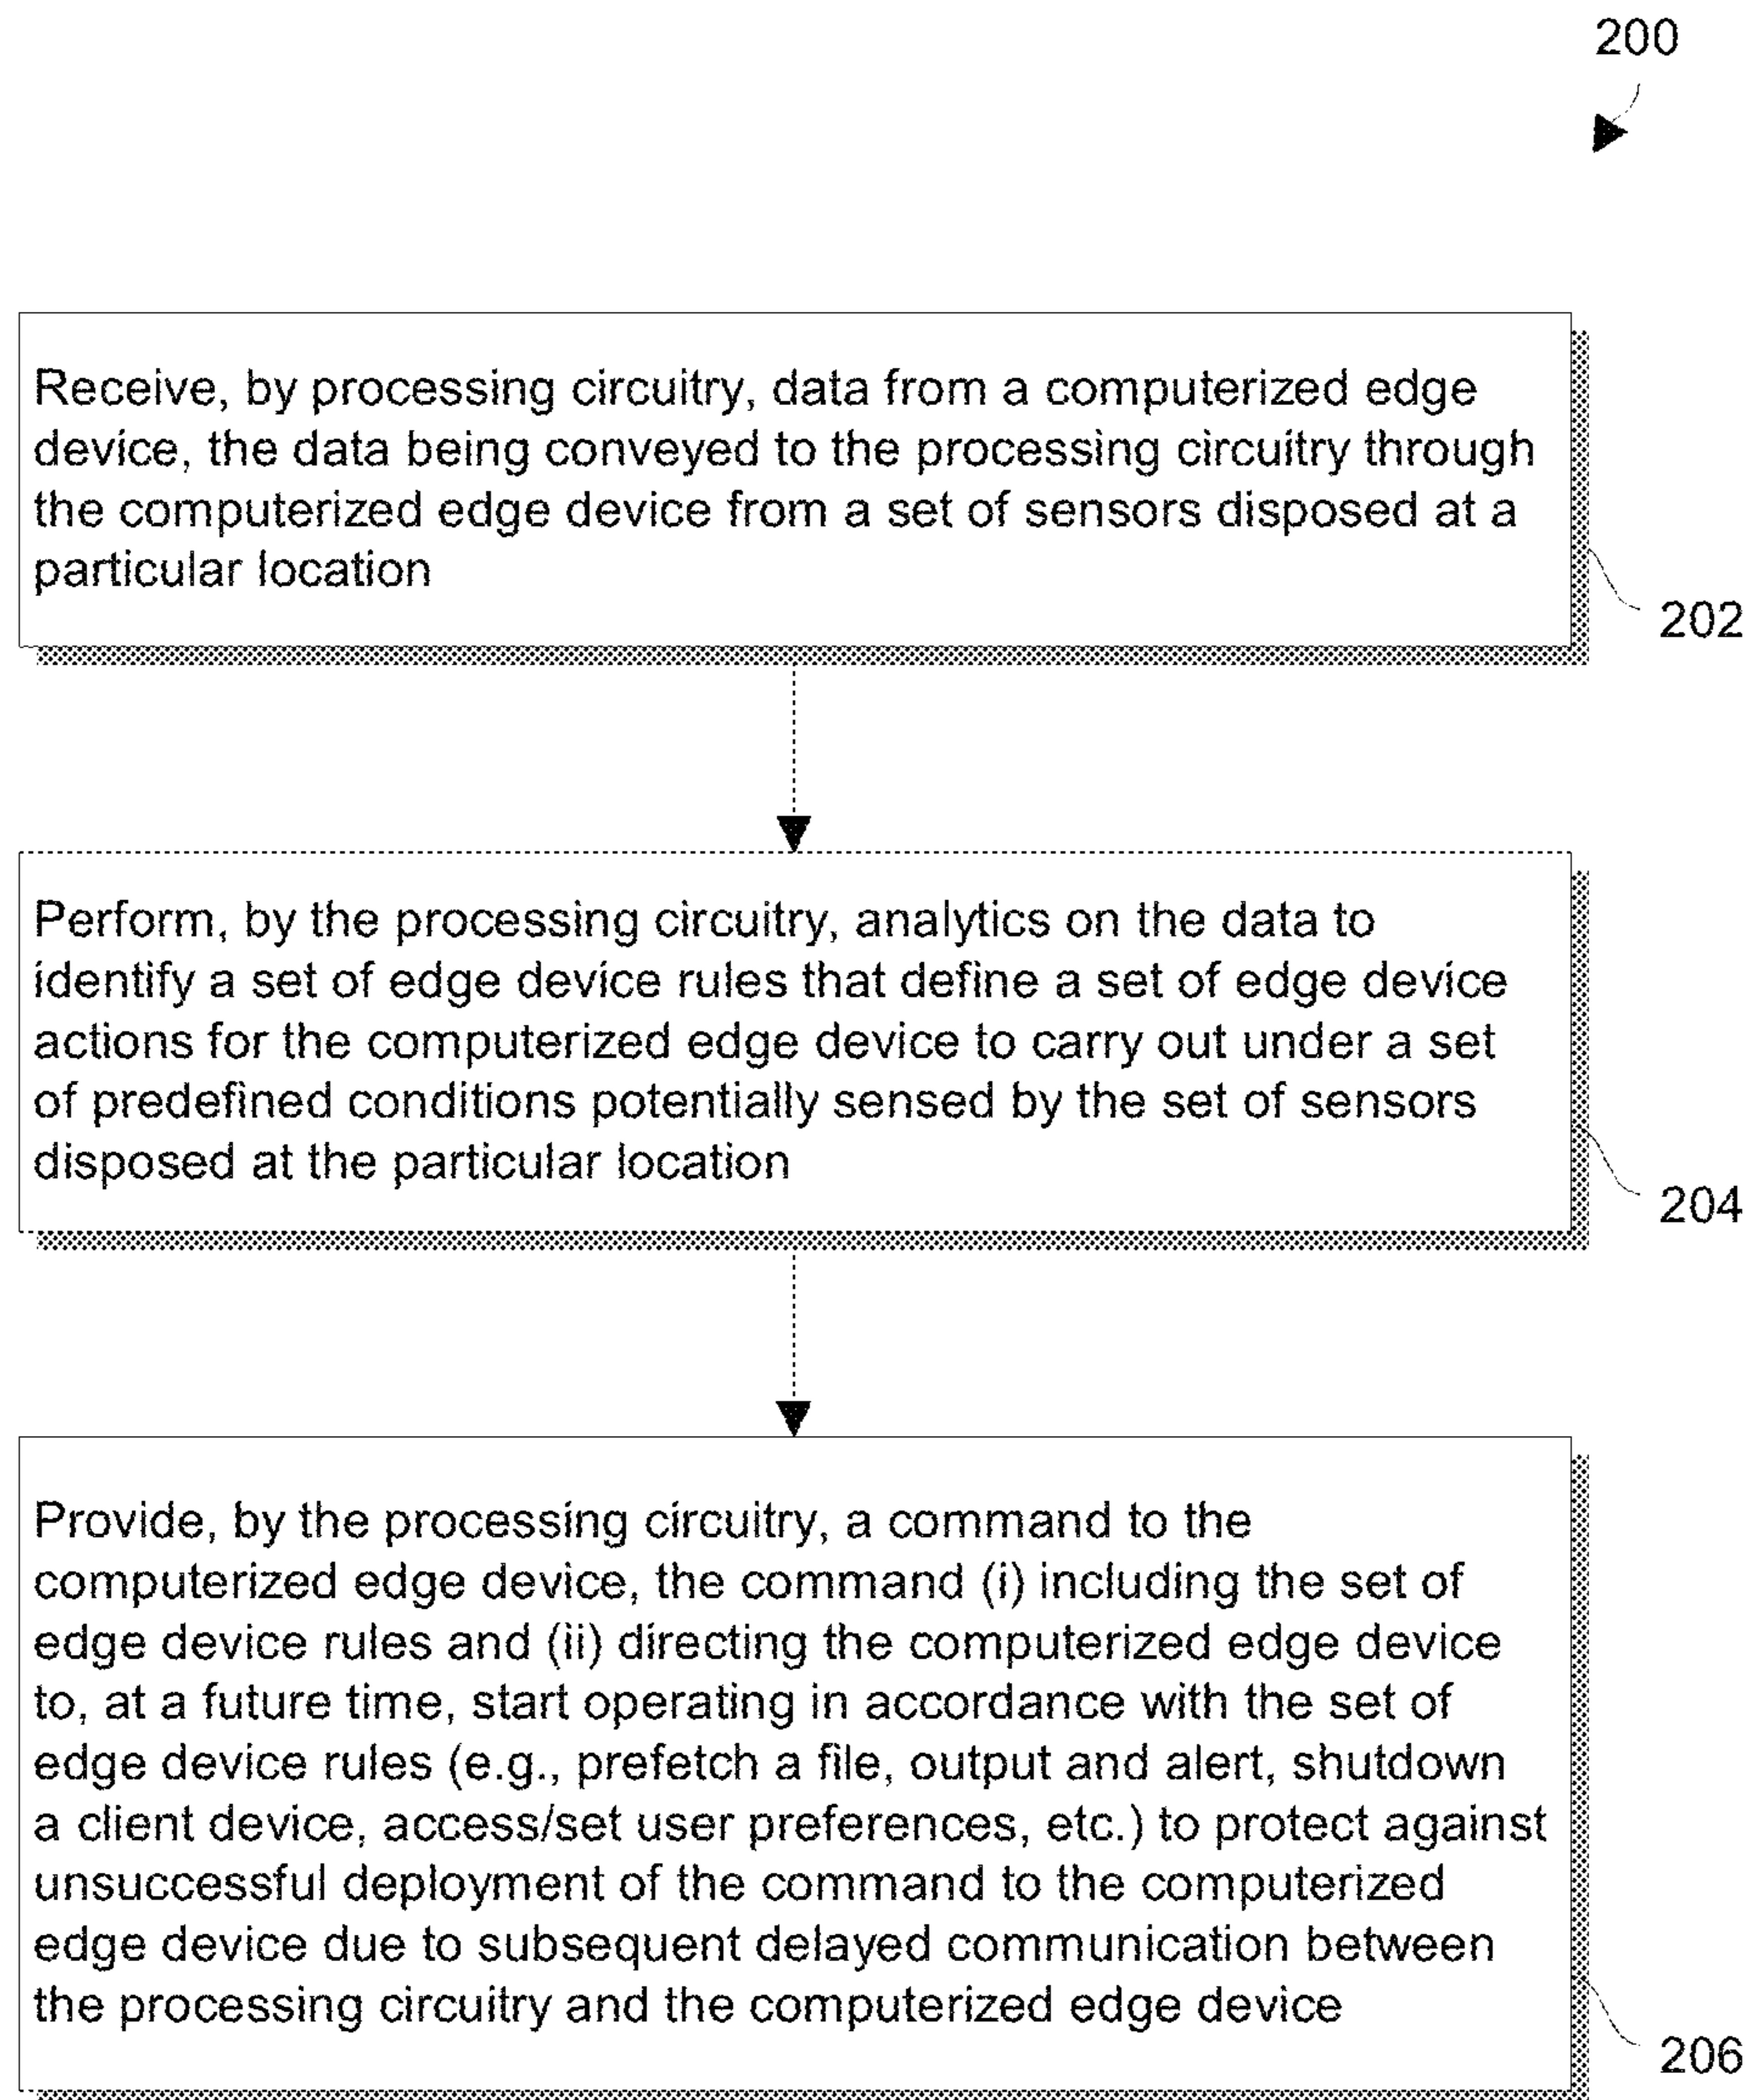 200
Receive, by processing circuitry, data from a computerized edge
device, the data being conveyed to the processing circuitry through
the computerized edge device from a set of sensors disposed at a
particular location
202
Perform, by the processing circuitry, analytics on the data to
identify a set of edge device rules that define a set of edge device
actions for the computerized edge device to carry out under a set
of predefined conditions potentially sensed by the set of sensors
disposed at the particular location
204
Provide, by the processing circuitry, a command to the
computerized edge device, the command (i) including the set of
edge device rules and (ii) directing the computerized edge device
to, at a future time, start operating in accordance with the set of
edge device rules (e.g., prefetch a file, output and alert, shutdown
a client device, access/set user preferences, etc.) to protect against
unsuccessful deployment of the command to the computerized
edge device due to subsequent delayed communication between
the processing circuitry and the computerized edge device
206